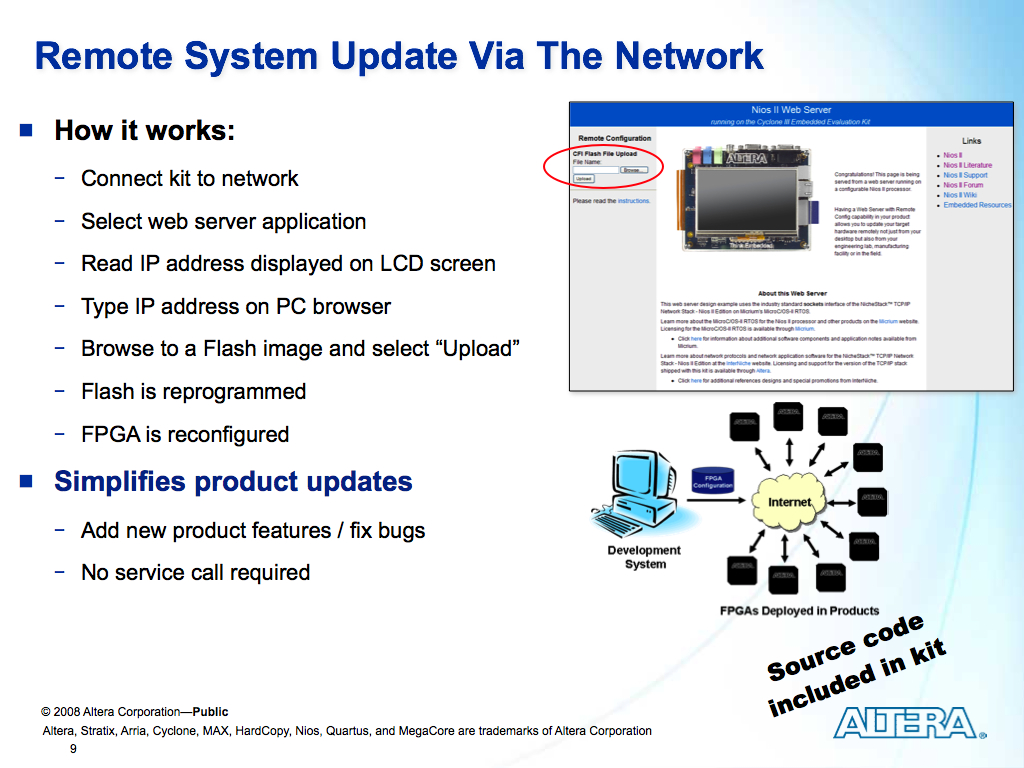 Remote System Update Via The Network
How it works:
– Connect kit to network
– Select web server application
– Read IP address displayed on LCD screen
– Type IP address on PC browser
– Browse to a Flash image and select “Upload”
– Flash is reprogrammed
– FPGA is reconfigured
Simplifies product updates
– Add new product features / fix bugs
– No service call required
Nios II Web Server
running on the Cyclone III Embedded Evaluation Kit
Remote Configuration
CFI Flash File Upload
File Name:
Browse...
Upload
Please read the instructions.
ALTERA
Think Embedded
Congratulations! This page is being
served from a web server running on
a configurable Nios II processor.
Having a Web Server with Remote
Config capability in your product
allows you to update your target
hardware remotely not just from your
desktop but also from your
engineering lab, manufacturing
facility or in the field.
Links
Nios II
Nios II Literature
Nios II Support
Nios II Forum
Nios II Wiki
Embedded Resources
About this Web Server
This web server design example uses the industry standard sockets interface of the NicheStack™ TCP/IP
Network Stack - Nios II Edition on Micrium's MicroC/OS-II RTOS.
Learn more about the MicroC/OS-II RTOS for the Nios II processor and other products on the Micrium website.
Licensing for the MicroC/OS-II RTOS is available through Micrium.
Click here for information about additional software components and application notes available from
Micrium.
Learn more about network protocols and network application software for the NicheStack™ TCP/IP Network
Stack - Nios II Edition at the InterNiche website. Licensing and support for the version of the TCP/IP stack
shipped with this kit is available through Altera.
Click here for additional references designs and special promotions from InterNiche.
ALTERA
ALTERA
ALTERA
ALTERA
ALTERA
ALTERA
ALTERA
ALTERA
ALTERA
FPGA
Configuration
Internet
Development
System
FPGAs Deployed in Products
Source code
included in kit
© 2008 Altera Corporation—Public
Altera, Stratix, Arria, Cyclone, MAX, HardCopy, Nios, Quartus, and MegaCore are trademarks of Altera Corporation
9
ALTERA®